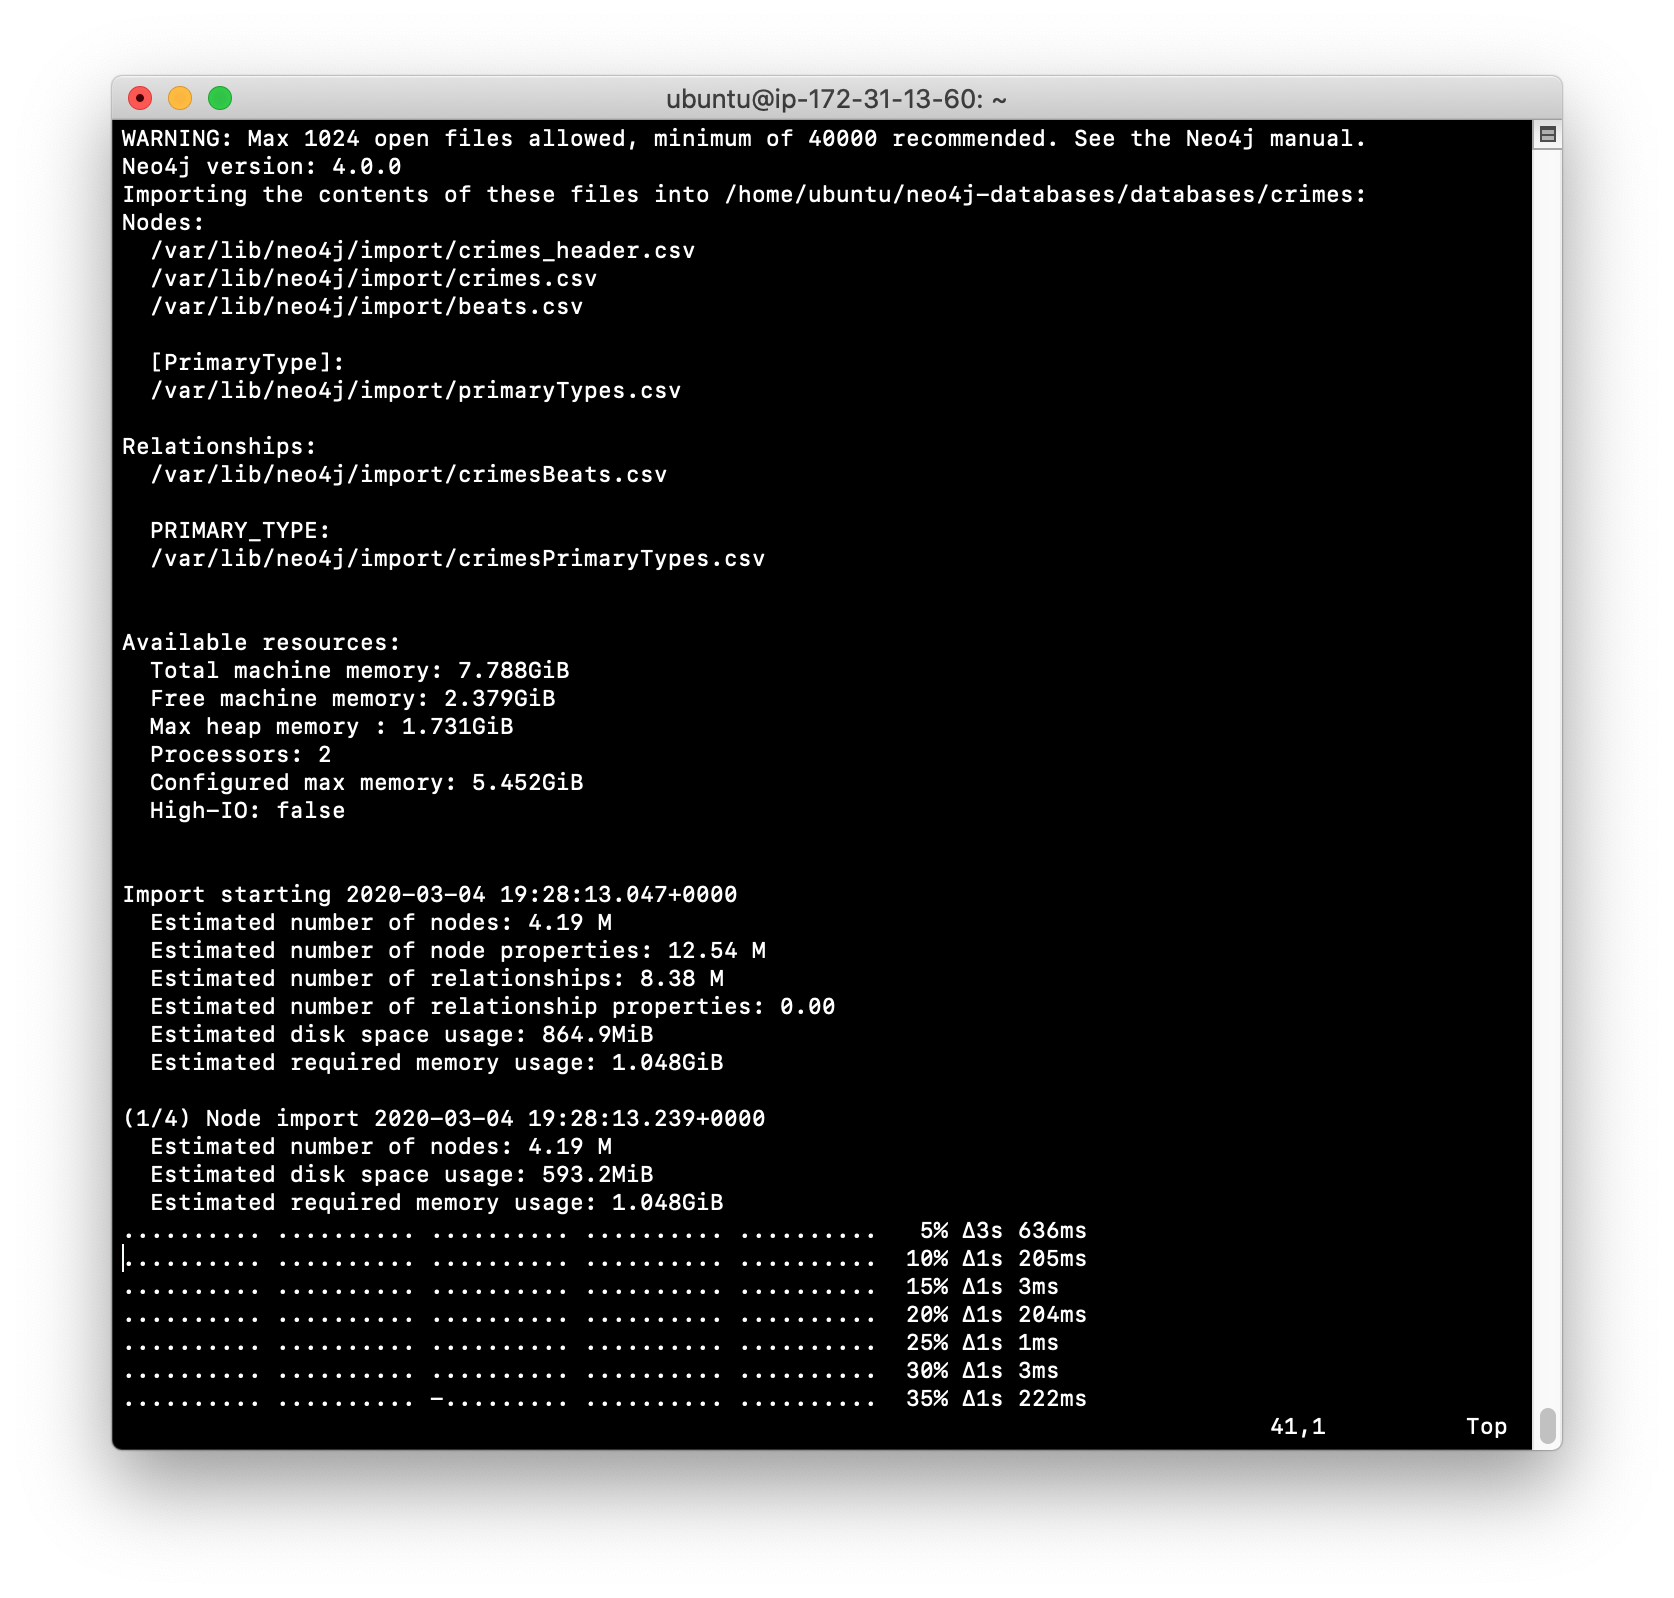 ubuntu@ip-172-31-13-60: ~
WARNING: Max 1024 open files allowed, minimum of 40000 recommended. See the Neo4j manual.
Neo4j version: 4.0.0
Importing the contents of these files into /home/ubuntu/neo4j-databases/databases/crimes:
Nodes:
  /var/lib/neo4j/import/crimes_header.csv
  /var/lib/neo4j/import/crimes.csv
  /var/lib/neo4j/import/beats.csv

  [PrimaryType]:
  /var/lib/neo4j/import/primaryTypes.csv

Relationships:
  /var/lib/neo4j/import/crimesBeats.csv

  PRIMARY_TYPE:
  /var/lib/neo4j/import/crimesPrimaryTypes.csv


Available resources:
  Total machine memory: 7.788GiB
  Free machine memory: 2.379GiB
  Max heap memory : 1.731GiB
  Processors: 2
  Configured max memory: 5.452GiB
  High-IO: false


Import starting 2020-03-04 19:28:13.047+0000
  Estimated number of nodes: 4.19 M
  Estimated number of node properties: 12.54 M
  Estimated number of relationships: 8.38 M
  Estimated number of relationship properties: 0.00
  Estimated disk space usage: 864.9MiB
  Estimated required memory usage: 1.048GiB

(1/4) Node import 2020-03-04 19:28:13.239+0000
  Estimated number of nodes: 4.19 M
  Estimated disk space usage: 593.2MiB
  Estimated required memory usage: 1.048GiB
.......... .......... .......... .......... ..........   5% ∆3s 636ms
.......... .......... .......... .......... ..........  10% ∆1s 205ms
.......... .......... .......... .......... ..........  15% ∆1s 3ms
.......... .......... .......... .......... ..........  20% ∆1s 204ms
.......... .......... .......... .......... ..........  25% ∆1s 1ms
.......... .......... .......... .......... ..........  30% ∆1s 3ms
.......... .......... -......... .......... ..........  35% ∆1s 222ms
41,1          Top